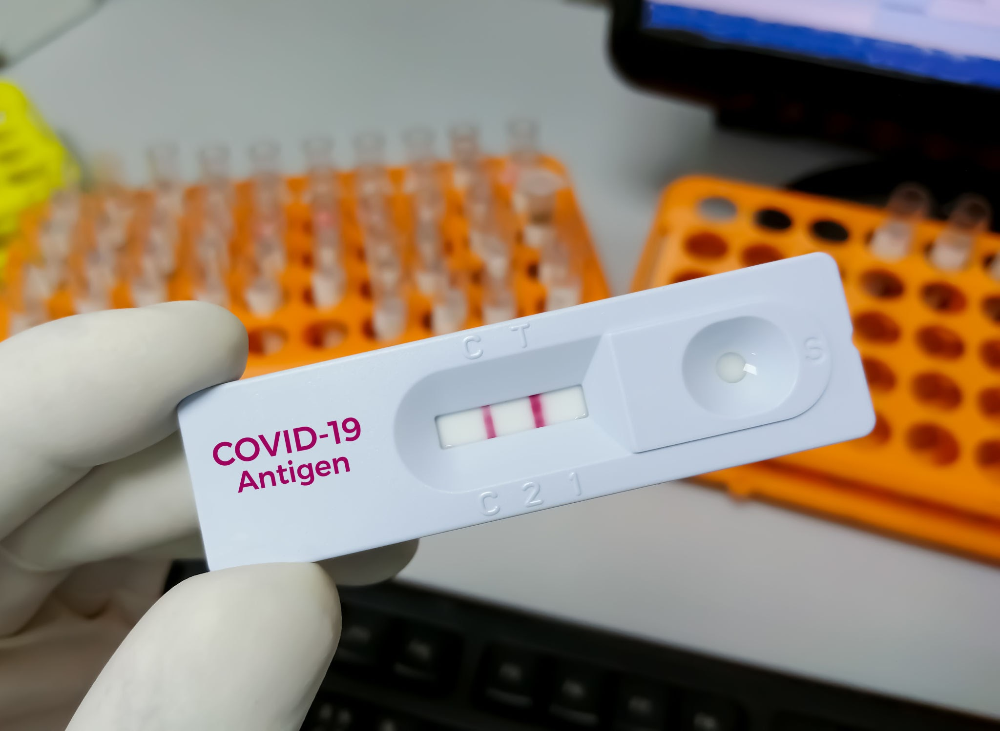 C T
S
COVID-19
Antigen
C 2 1